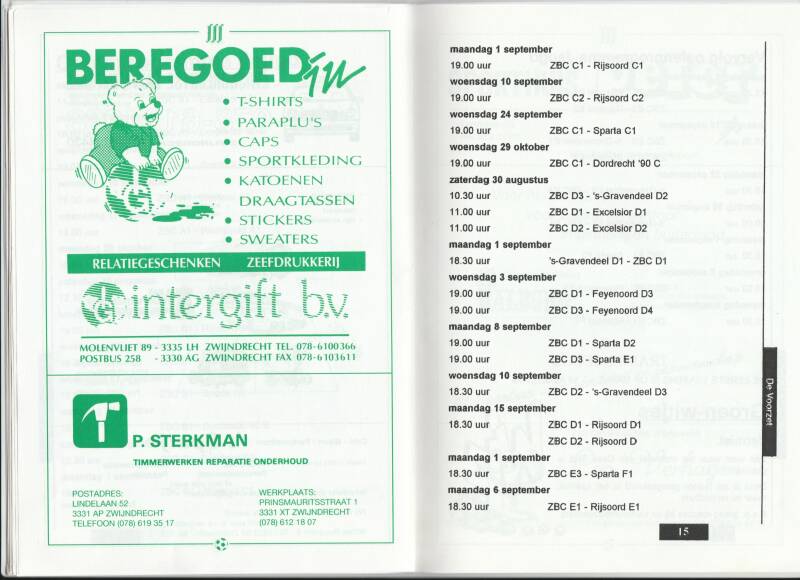 BEREGOED in
• T-SHIRTS
• PARAPLU'S
• CAPS
• SPORTKLEDING
• KATOENEN
DRAAGTASSEN
• STICKERS
• SWEATERS
RELATIEGESCHENKEN ZEEFDRUKKERIJ
intergift b.v.
MOLENVLIET 89 - 3335 LH ZWIJNDRECHT TEL. 078-6100366
POSTBUS 258 - 3330 AG ZWIJNDRECHT FAX 078-6103611
P. STERKMAN
TIMMERWERKEN REPARATIE ONDERHOUD
POSTADRES:
LINDELAAN 52
3331 AP ZWIJNDRECHT
TELEFOON (078) 619 35 17
WERKPLAATS:
PRINSMAURITSSTRAAT 1
3331 XT ZWIJNDRECHT
(078) 612 18 07
maandag 1 september
19.00 uur ZBC C1 - Rijsoord C1
woensdag 10 september
19.00 uur ZBC C2 - Rijsoord C2
woensdag 24 september
19.00 uur ZBC C1 - Sparta C1
woensdag 29 oktober
19.00 uur ZBC C1 - Dordrecht '90 C
zaterdag 30 augustus
10.30 uur ZBC D3 - 's-Gravendeel D2
11.00 uur ZBC D1 - Excelsior D1
11.00 uur ZBC D2 - Excelsior D2
maandag 1 september
18.30 uur 's-Gravendeel D1 - ZBC D1
woensdag 3 september
19.00 uur ZBC D1 - Feyenoord D3
19.00 uur ZBC D3 - Feyenoord D4
maandag 8 september
19.00 uur ZBC D1 - Sparta D2
19.00 uur ZBC D3 - Sparta E1
woensdag 10 september
18.30 uur ZBC D2 - 's-Gravendeel D3
maandag 15 september
18.30 uur ZBC D1 - Rijsoord D1
ZBC D2 - Rijsoord D
maandag 1 september
18.30 uur ZBC E3 - Sparta F1
maandag 6 september
18.30 uur ZBC E1 - Rijsoord E1
De Voorzet
15